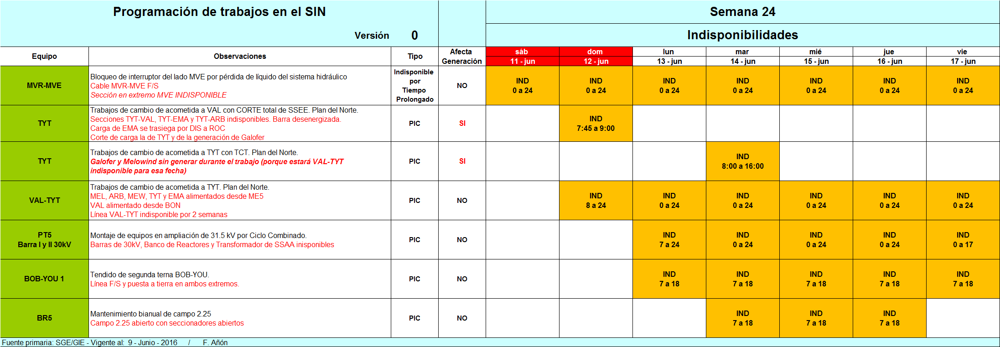 Programación de trabajos en el SIN
Semana 24
Versión 0
Indisponibilidades
Equipo
Observaciones
Tipo
Afecta
Generación
sáb
dom
lun
mar
mié
jue
vie
11 - jun
12 - jun
13 - jun
14 - jun
15 - jun
16 - jun
17 - jun
MVR-MVE
Bloqueo de interruptor del lado MVE por pérdida de líquido del sistema hidráulico
Cable MVR-MVE F/S
Sección en extremo MVE INDISPONIBLE
Indisponible
por
Tiempo
Prolongado
NO
IND
0 a 24
IND
0 a 24
IND
0 a 24
IND
0 a 24
IND
0 a 24
IND
0 a 24
IND
0 a 24
TYT
Trabajos de cambio de acometida a VAL con CORTE total de SSEE. Plan del Norte.
Secciones TYT-VAL, TYT-EMA y TYT-ARB indisponibles. Barra desenergizada.
Carga de EMA se trasiega por DIS a ROC
Corte de carga la de TYT y de la generación de Galofer
PIC
SI
IND
7:45 a 9:00
TYT
Trabajos de cambio de acometida a TYT con TCT. Plan del Norte.
Galofer y Melowind sin generar durante el trabajo (porque estará VAL-TYT
indisponible para esa fecha)
PIC
SI
IND
8:00 a 16:00
VAL-TYT
Trabajos de cambio de acometida a TYT. Plan del Norte.
MEL, ARB, MEW, TYT y EMA alimentados desde ME5
VAL alimentado desde BON
Línea VAL-TYT indisponible por 2 semanas
PIC
NO
IND
8 a 24
IND
0 a 24
IND
0 a 24
IND
0 a 24
IND
0 a 24
IND
0 a 24
PT5
Barra I y II 30kV
Montaje de equipos en ampliación de 31.5 kV por Ciclo Combinado.
Barras de 30kV, Banco de Reactores y Transformador de SSAA inisponibles
PIC
NO
IND
7 a 24
IND
0 a 24
IND
0 a 24
IND
0 a 24
IND
0 a 17
BOB-YOU 1
Tendido de segunda terna BOB-YOU.
Línea F/S y puesta a tierra en ambos extremos.
PIC
NO
IND
7 a 18
IND
7 a 18
IND
7 a 18
IND
7 a 18
IND
7 a 18
BR5
Mantenimiento bianual de campo 2.25
Campo 2.25 abierto con seccionadores abiertos
PIC
NO
IND
7 a 18
IND
7 a 18
IND
7 a 18
Fuente primaria: SGE/GIE - Vigente al: 9 - Junio - 2016 / F. Añón